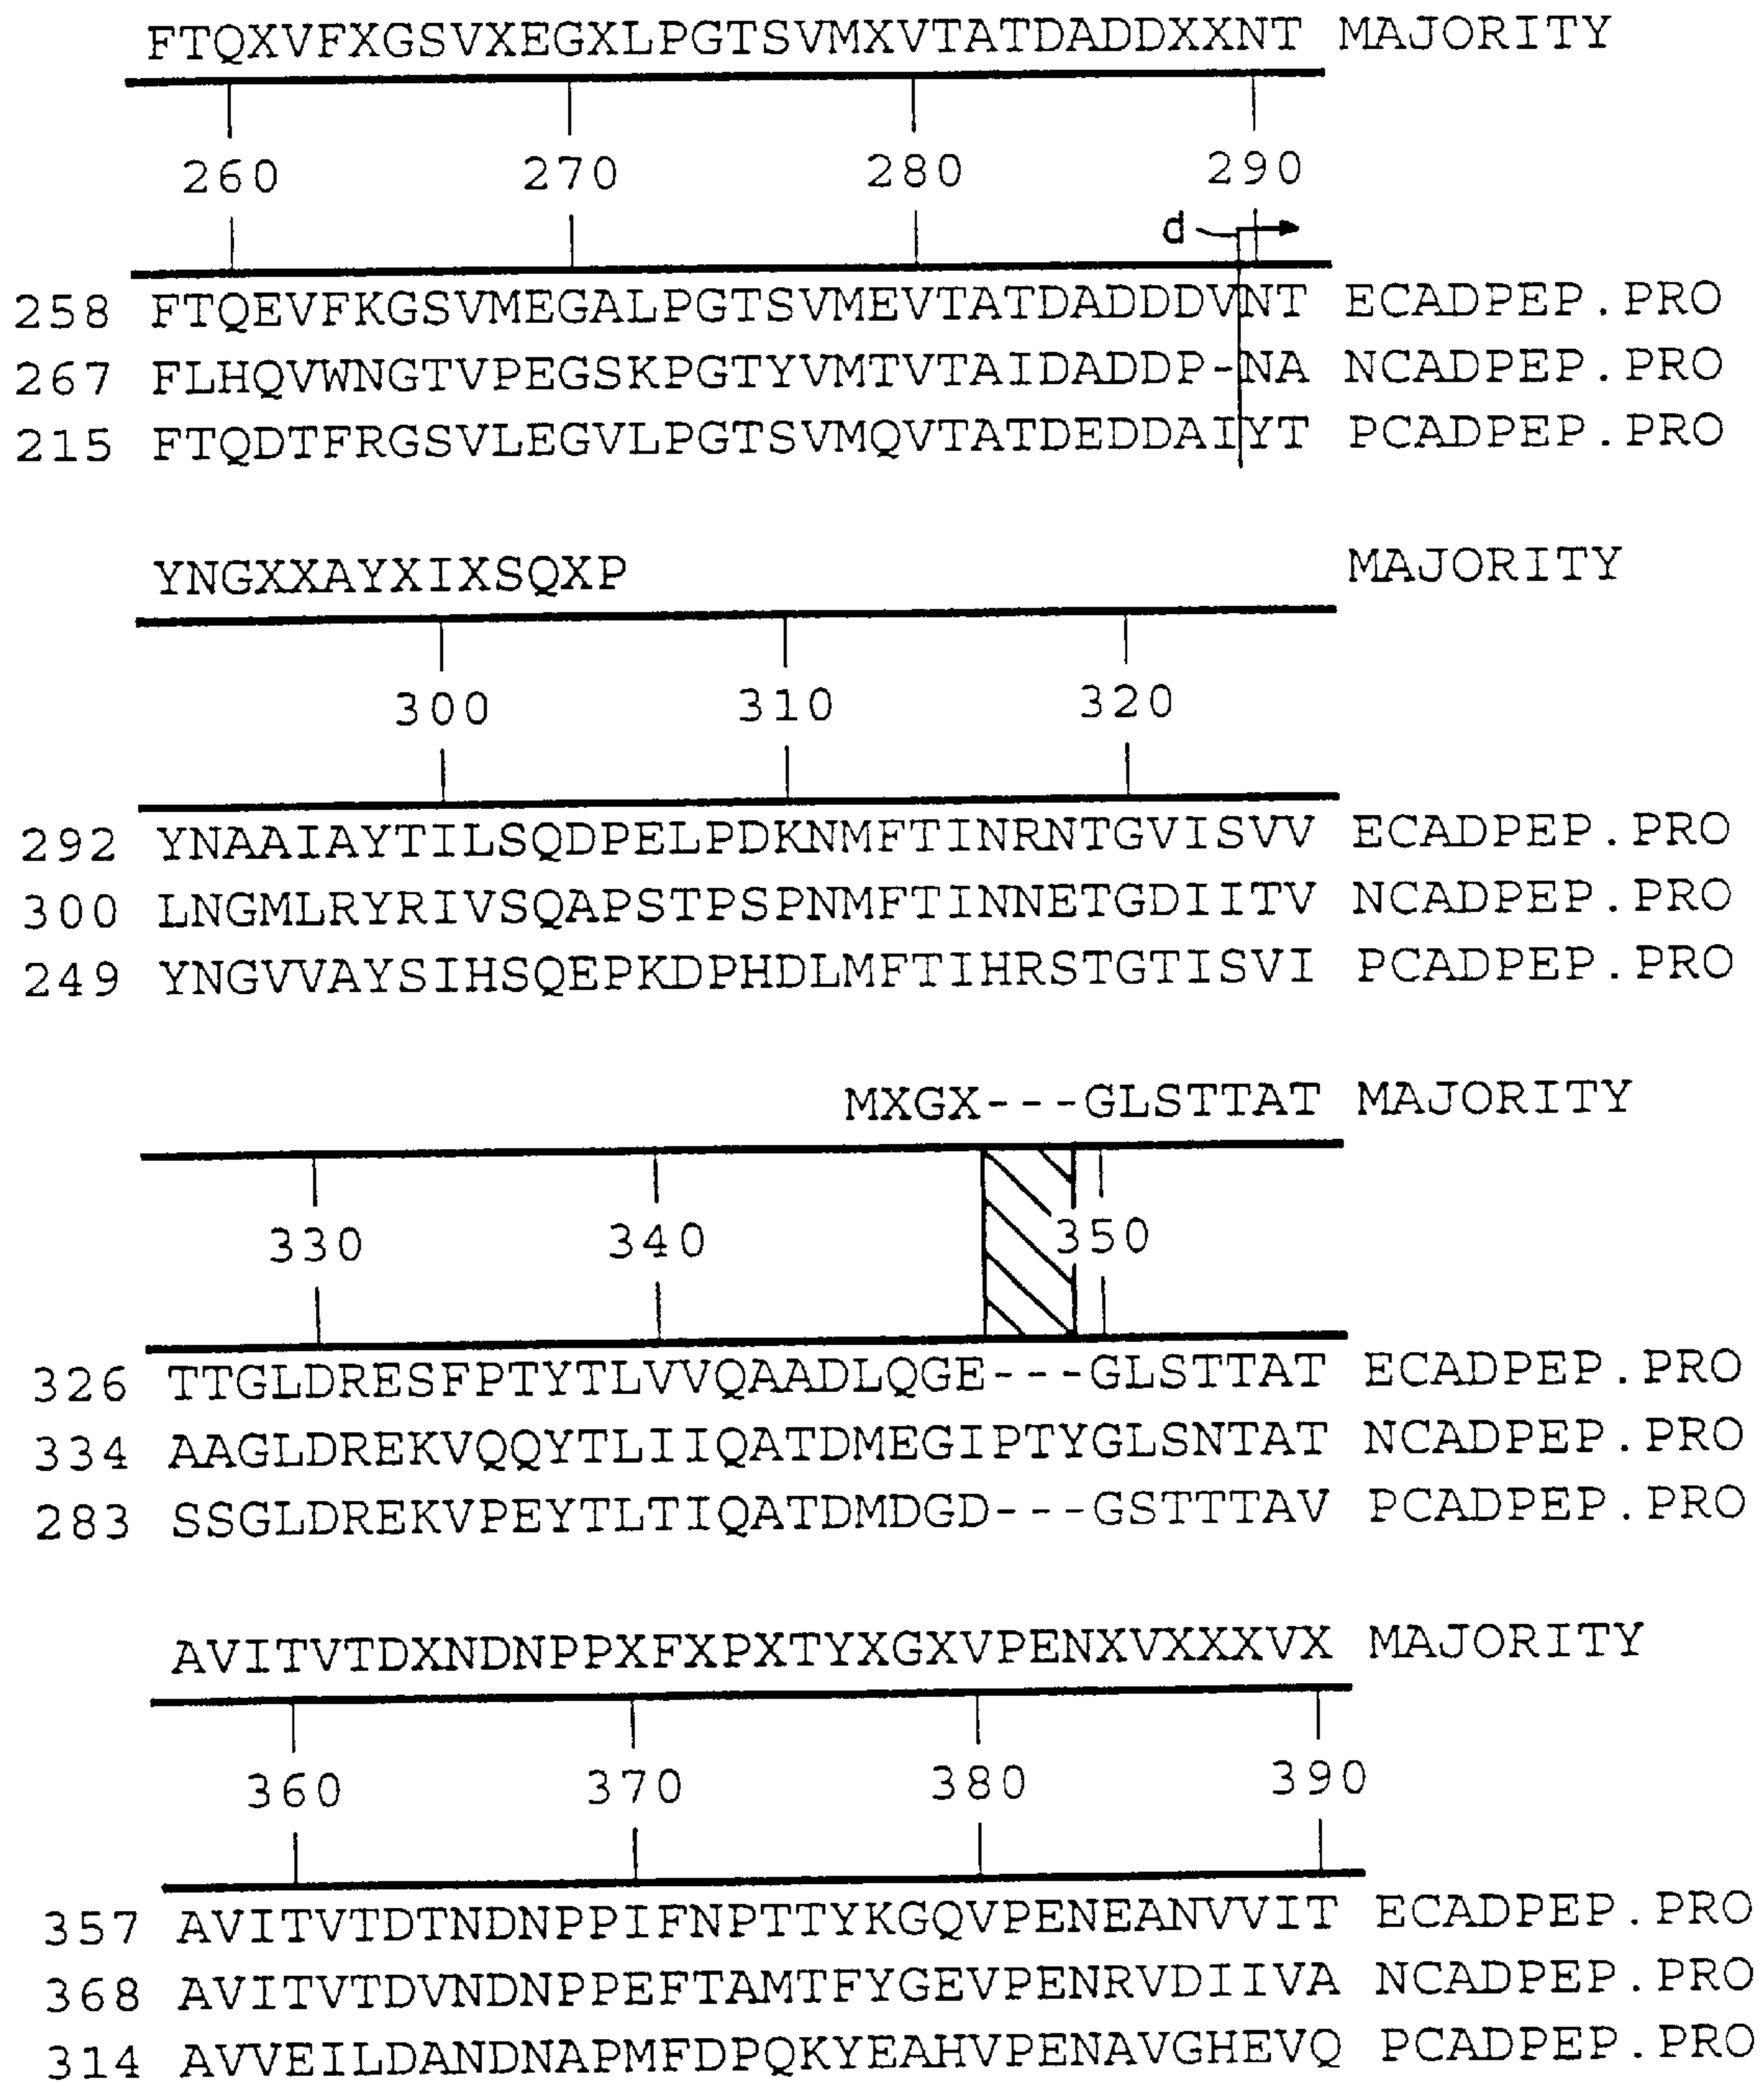 FTQXVFXGSVXEGXLPGTSVMXVTATDADDXXNT MAJORITY
260 270 280 290
d
258 FTQEVFKGSVMEGALPGTSVMEVTATDADDDVNT ECADPEP.PRO
267 FLHQVWNGTVPEGSKPGTYVMTVTAIDADDP-NA NCADPEP.PRO
215 FTQDTFRGSVLEGVLPGTSVMQVTATDEDDAIYT PCADPEP.PRO
YNGXXAYXIXSQXP MAJORITY
300 310 320
292 YNAAIAYTILSQDPELPDKNMFTINRNTGVISVV ECADPEP.PRO
300 LNGMLRYRIVSQAPSTPSPNMFTINNETGDIITV NCADPEP.PRO
249 YNGVVAYSIHSQEPKDPHDLMFTIHRSTGTISVI PCADPEP.PRO
MXGX---GLSTTAT MAJORITY
330 340 350
326 TTGLDRESFPTYTLVVQAADLQGE---GLSTTAT ECADPEP.PRO
334 AAGLDREKVQQYTLIIQATDMEGIPTYGLSNTAT NCADPEP.PRO
283 SSGLDREKVPEYTLTIQATDMDGD---GSTTTAV PCADPEP.PRO
AVITVTDXNDNPPXFXPXTYXGXVPENXVXXXVX MAJORITY
360 370 380 390
357 AVITVTDTNDNPPIFNPTTYKGQVPENEANVVIT ECADPEP.PRO
368 AVITVTDVNDNPPEFTAMTFYGEVPENRVDIIVA NCADPEP.PRO
314 AVVEILDANDNAPMFDPQKYEAHVPENAVGHEVQ PCADPEP.PRO